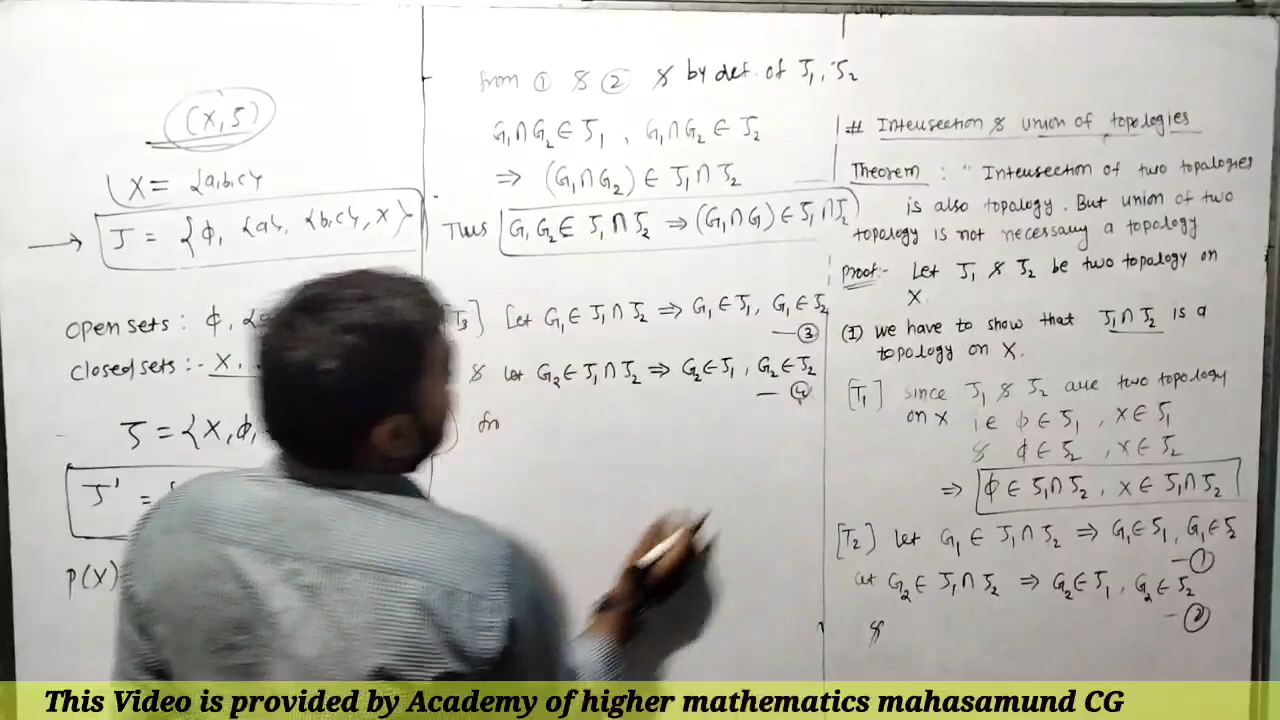 (X, J)
X = {a,b,c}
J = {ϕ, {a}, {b,c}, X}
open sets : ϕ,
closed sets :- X,
J = {X, ϕ,
J' =
P(X)
from ① & ② & by def. of J₁, J₂
G₁∩G₂ ∈ J₁ , G₁∩G₂ ∈ J₂
⇒ (G₁∩G₂) ∈ J₁∩J₂
Thus G₁ G₂ ∈ J₁∩J₂ ⇒ (G₁∩G) ∈ J₁∩J₂
[T₃] Let G₁ ∈ J₁∩J₂ ⇒ G₁ ∈ J₁, G₁ ∈ J₂
— ③
& let G₂ ∈ J₁∩J₂ ⇒ G₂ ∈ J₁ , G₂ ∈ J₂
— ④
# Intersection & union of topologies
Theorem : " Intersection of two topalogies
is also topology. But union of two
topology is not necessary a topology
Proof:- Let J₁ & J₂ be two topalogy on
X.
(I) we have to show that J₁∩J₂ is a
topology on X.
[T₁] since J₁ & J₂ are two topology
on X ie ϕ ∈ J₁ , X ∈ J₁
& ϕ ∈ J₂ , X ∈ J₂
⇒ ϕ ∈ J₁∩J₂ , X ∈ J₁∩J₂
[T₂] let G₁ ∈ J₁∩J₂ ⇒ G₁ ∈ J₁, G₁ ∈ J₂
— ①
let G₂ ∈ J₁∩J₂ ⇒ G₂ ∈ J₁ , G₂ ∈ J₂
— ②
&
This Video is provided by Academy of higher mathematics mahasamund CG